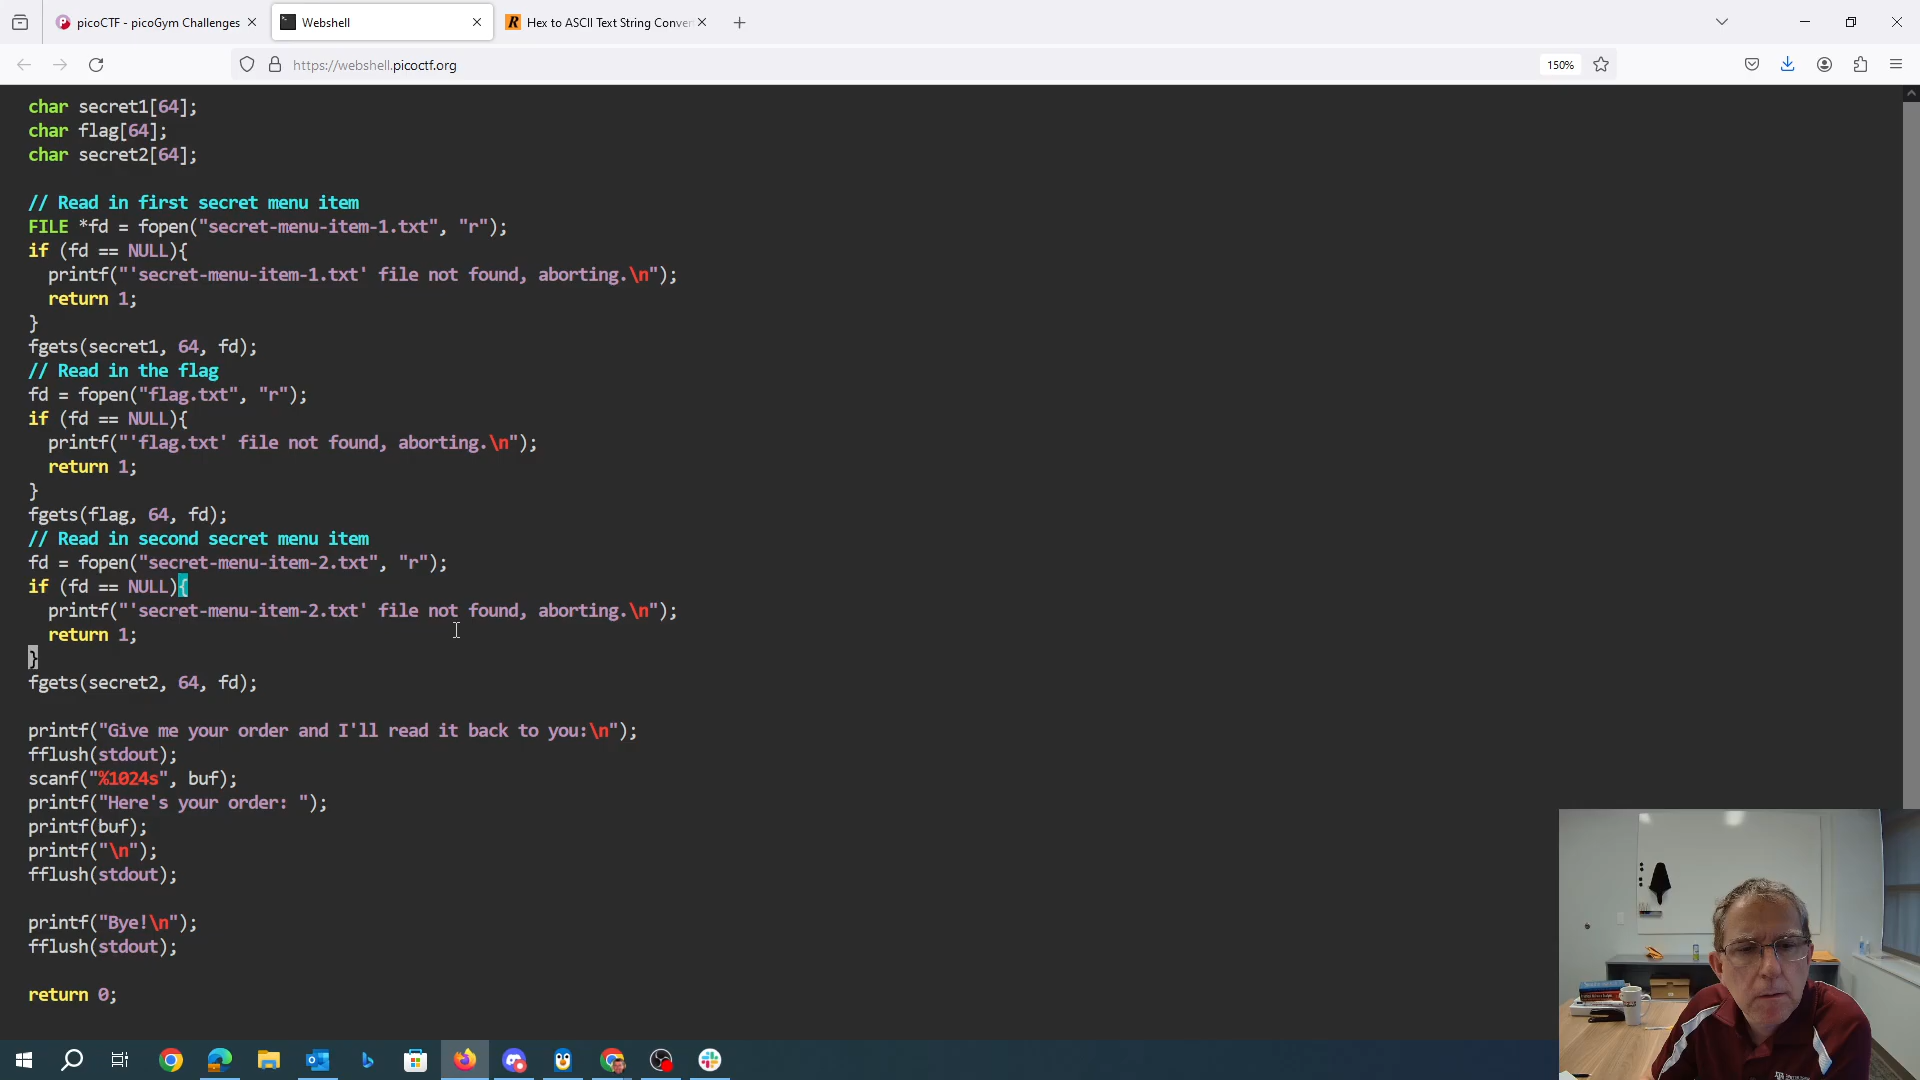 picoCTF - picoGym Challenges
Webshell
Hex to ASCII Text String Conver
https://webshell.picoctf.org
150%
char secret1[64];
char flag[64];
char secret2[64];
// Read in first secret menu item
FILE *fd = fopen("secret-menu-item-1.txt", "r");
if (fd == NULL){
printf("'secret-menu-item-1.txt' file not found, aborting.\n");
return 1;
}
fgets(secret1, 64, fd);
// Read in the flag
fd = fopen("flag.txt", "r");
if (fd == NULL){
printf("'flag.txt' file not found, aborting.\n");
return 1;
}
fgets(flag, 64, fd);
// Read in second secret menu item
fd = fopen("secret-menu-item-2.txt", "r");
if (fd == NULL){
printf("'secret-menu-item-2.txt' file not found, aborting.\n");
return 1;
}
fgets(secret2, 64, fd);
printf("Give me your order and I'll read it back to you:\n");
fflush(stdout);
scanf("%1024s", buf);
printf("Here's your order: ");
printf(buf);
printf("\n");
fflush(stdout);
printf("Bye!\n");
fflush(stdout);
return 0;